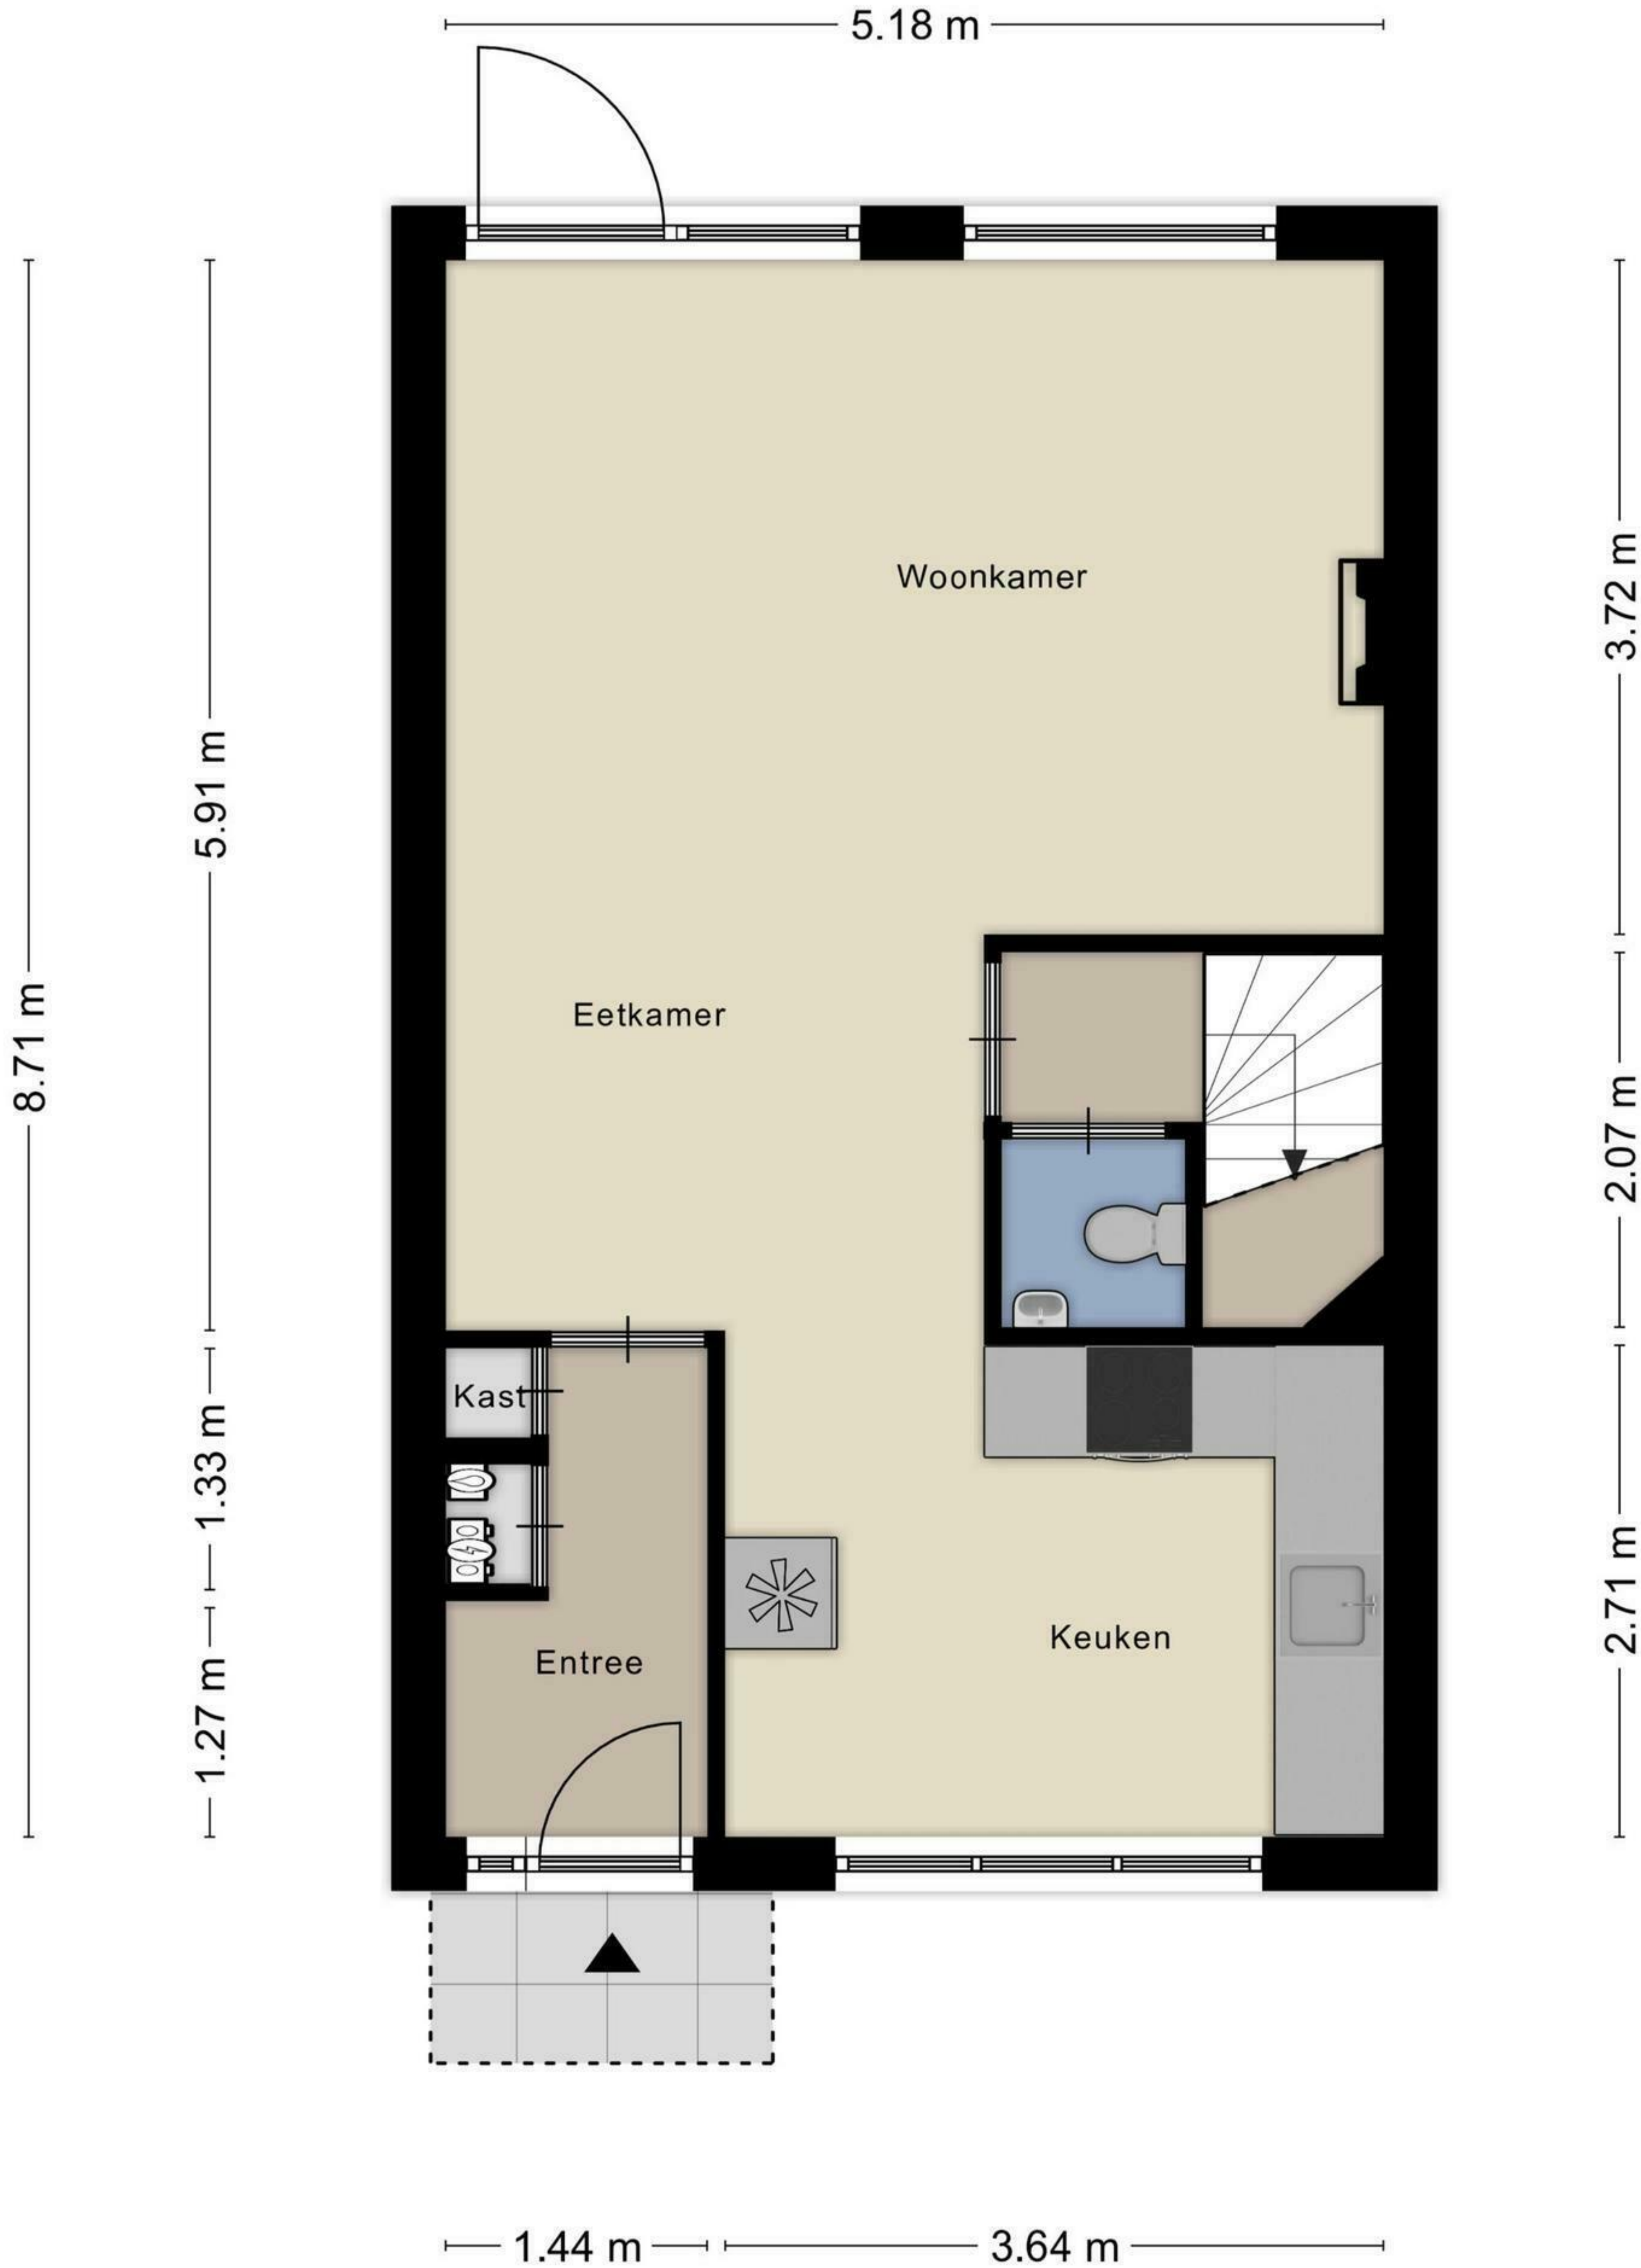 5.18 m
Woonkamer
3.72 m
5.91 m
Eetkamer
8.71 m
2.07 m
Kast
1.33 m
2.71 m
Keuken
Entree
1.27 m
1.44 m
3.64 m